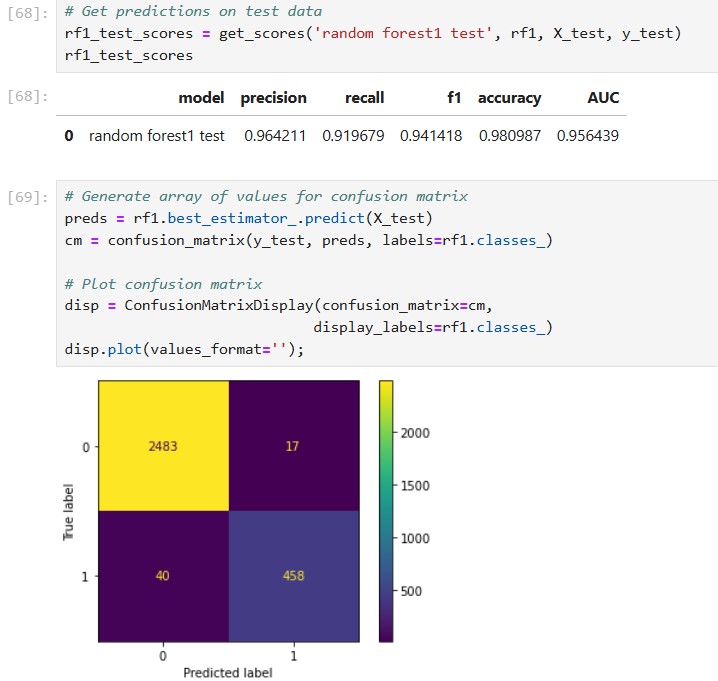 [68]: # Get predictions on test data
rf1_test_scores = get_scores('random forest1 test', rf1, X_test, y_test)
rf1_test_scores
[68]: model precision recall f1 accuracy AUC
0 random forest1 test 0.964211 0.919679 0.941418 0.980987 0.956439
[69]: # Generate array of values for confusion matrix
preds = rf1.best_estimator_.predict(X_test)
cm = confusion_matrix(y_test, preds, labels=rf1.classes_)
# Plot confusion matrix
disp = ConfusionMatrixDisplay(confusion_matrix=cm,
display_labels=rf1.classes_)
disp.plot(values_format='');
2000
0 2483 17
1500
True label
1000
1 40 458
500
0 1
Predicted label